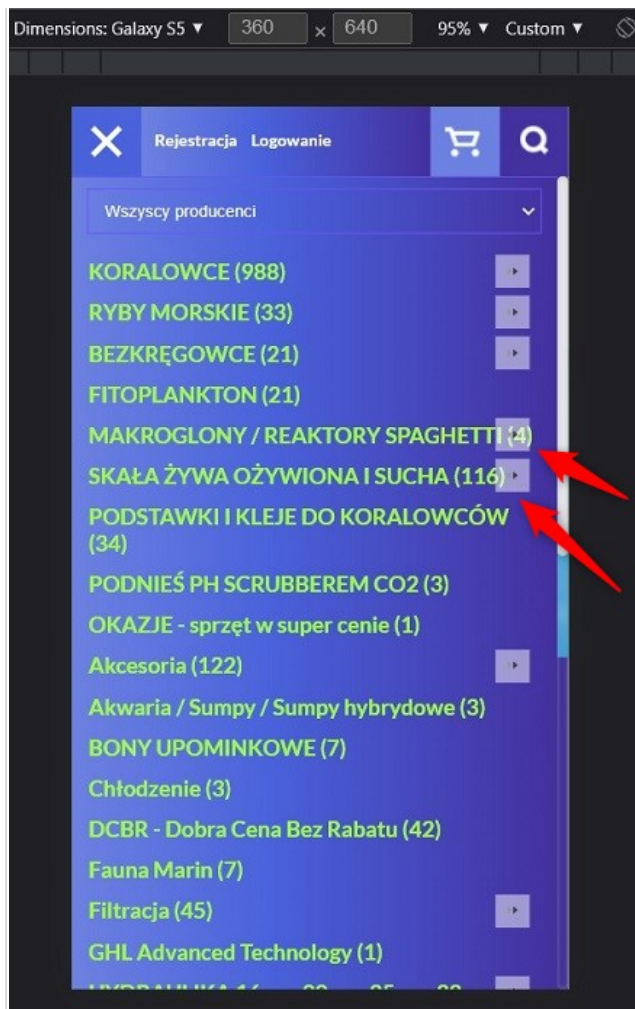 Dimensions: Galaxy S5 ▼ 360 × 640 95% ▼ Custom ▼
Rejestracja Logowanie
Wszyscy producenci
KORALOWCE (988)
RYBY MORSKIE (33)
BEZKRĘGOWCE (21)
FITOPLANKTON (21)
MAKROGLONY / REAKTORY SPAGHETTI (4)
SKAŁA ŻYWA OŻYWIONA I SUCHA (116)
PODSTAWKI I KLEJE DO KORALOWCÓW
(34)
PODNIEŚ PH SCRUBBEREM CO2 (3)
OKAZJE - sprzęt w super cenie (1)
Akcesoria (122)
Akwaria / Sumpy / Sumpy hybrydowe (3)
BONY UPOMINKOWE (7)
Chłodzenie (3)
DCBR - Dobra Cena Bez Rabatu (42)
Fauna Marin (7)
Filtracja (45)
GHL Advanced Technology (1)